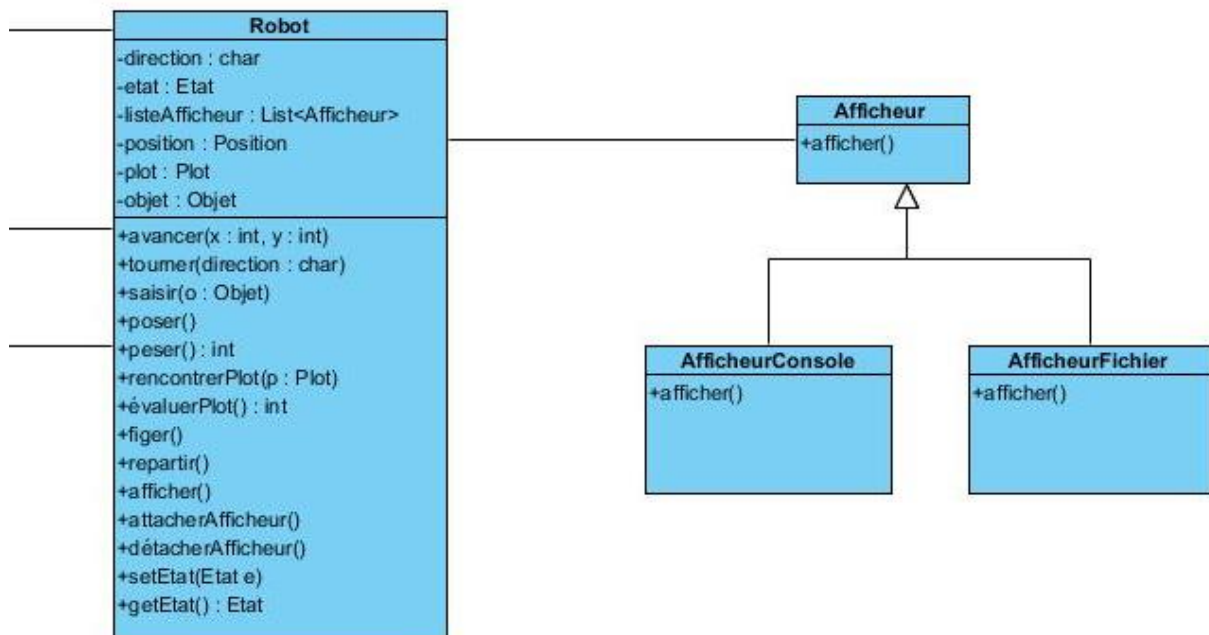 Robot
-direction : char
-etat : Etat
-listeAfficheur : List<Afficheur>
-position : Position
-plot : Plot
-objet : Objet
+avancer(x : int, y : int)
+tourner(direction : char)
+saisir(o : Objet)
+poser()
+peser() : int
+rencontrerPlot(p : Plot)
+évaluerPlot() : int
+figer()
+repartir()
+afficher()
+attacherAfficheur()
+détacherAfficheur()
+setEtat(Etat e)
+getEtat() : Etat
Afficheur
+afficher()
AfficheurConsole
+afficher()
AfficheurFichier
+afficher()